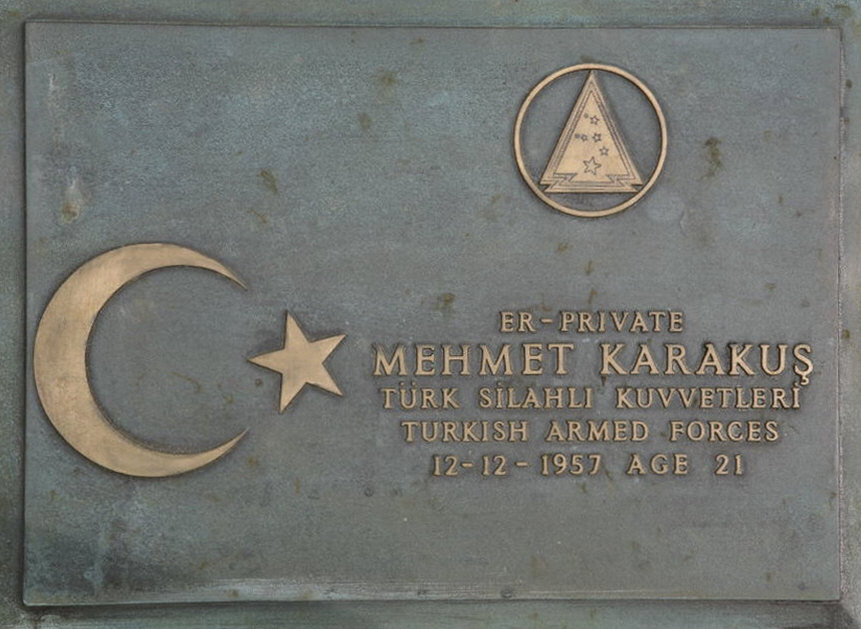 ER-PRIVATE
MEHMET KARAKUŞ
TÜRK SİLAHLI KUVVETLERİ
TURKISH ARMED FORCES
12-12-1957 AGE 21